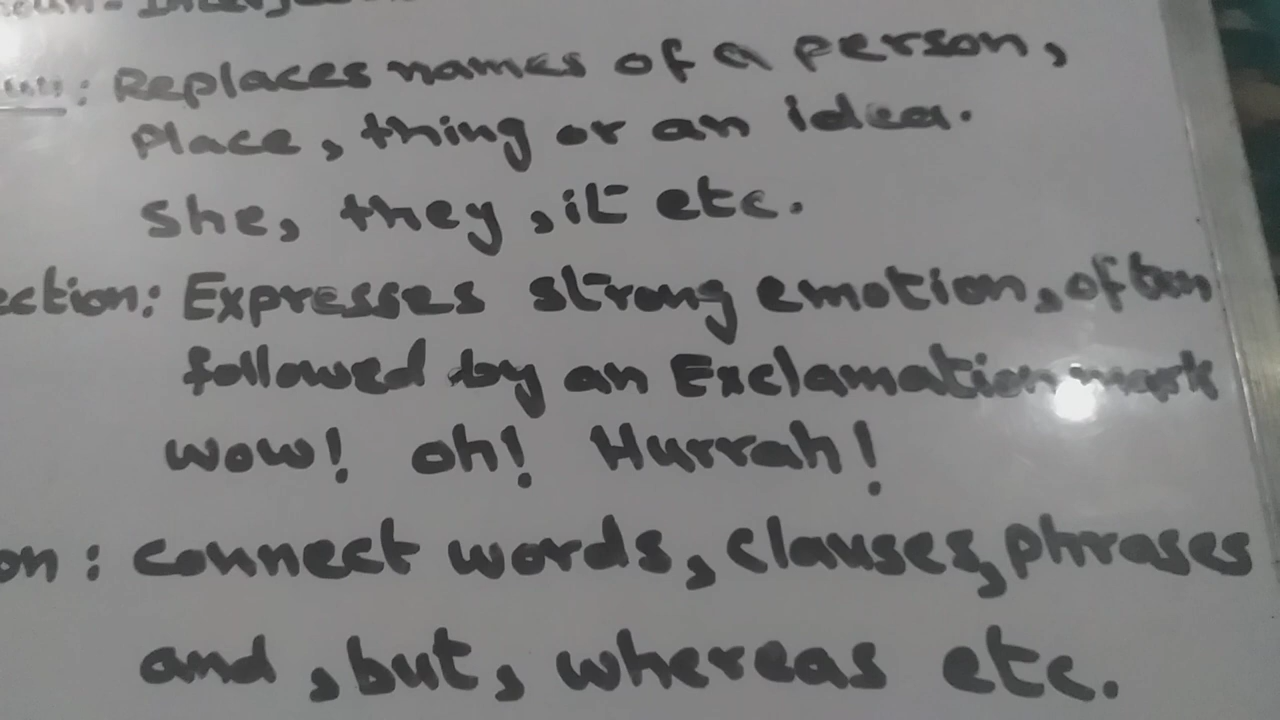 : Replaces names of a person,
Place, thing or an idea.
She, they, it etc.
ection: Expresses strong emotion, often
followed by an Exclamation mark
wow! oh! Hurrah!
on: connect words, clauses, phrases
and, but, whereas etc.